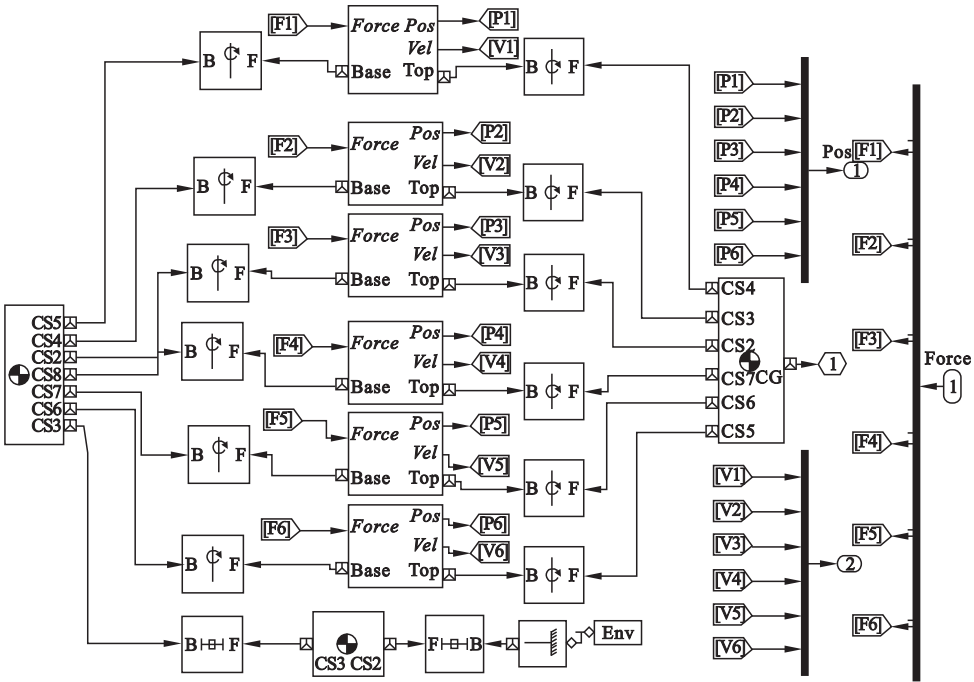 [F1] Force Pos [P1]
Vel [V1]
B F Base Top B F
[F2] Force Pos [P2]
Vel [V2]
B F Base Top B F
[F3] Force Pos [P3]
Vel [V3]
B F Base Top B F
[F4] Force Pos [P4]
Vel [V4]
B F Base Top B F
[F5] Force Pos [P5]
Vel [V5]
B F Base Top B F
[F6] Force Pos [P6]
Vel [V6]
B F Base Top B F
CS5
CS4
CS2
CS8
CS7
CS6
CS3
B F CS3 CS2 F B Env
CS4
CS3
CS2
CS7 CG 1
CS6
CS5
[P1]
[P2]
[P3]
[P4]
[P5]
[P6]
Pos
1
[V1]
[V2]
[V3]
[V4]
[V5]
[V6]
2
[F1]
[F2]
[F3]
[F4]
[F5]
[F6]
Force
1